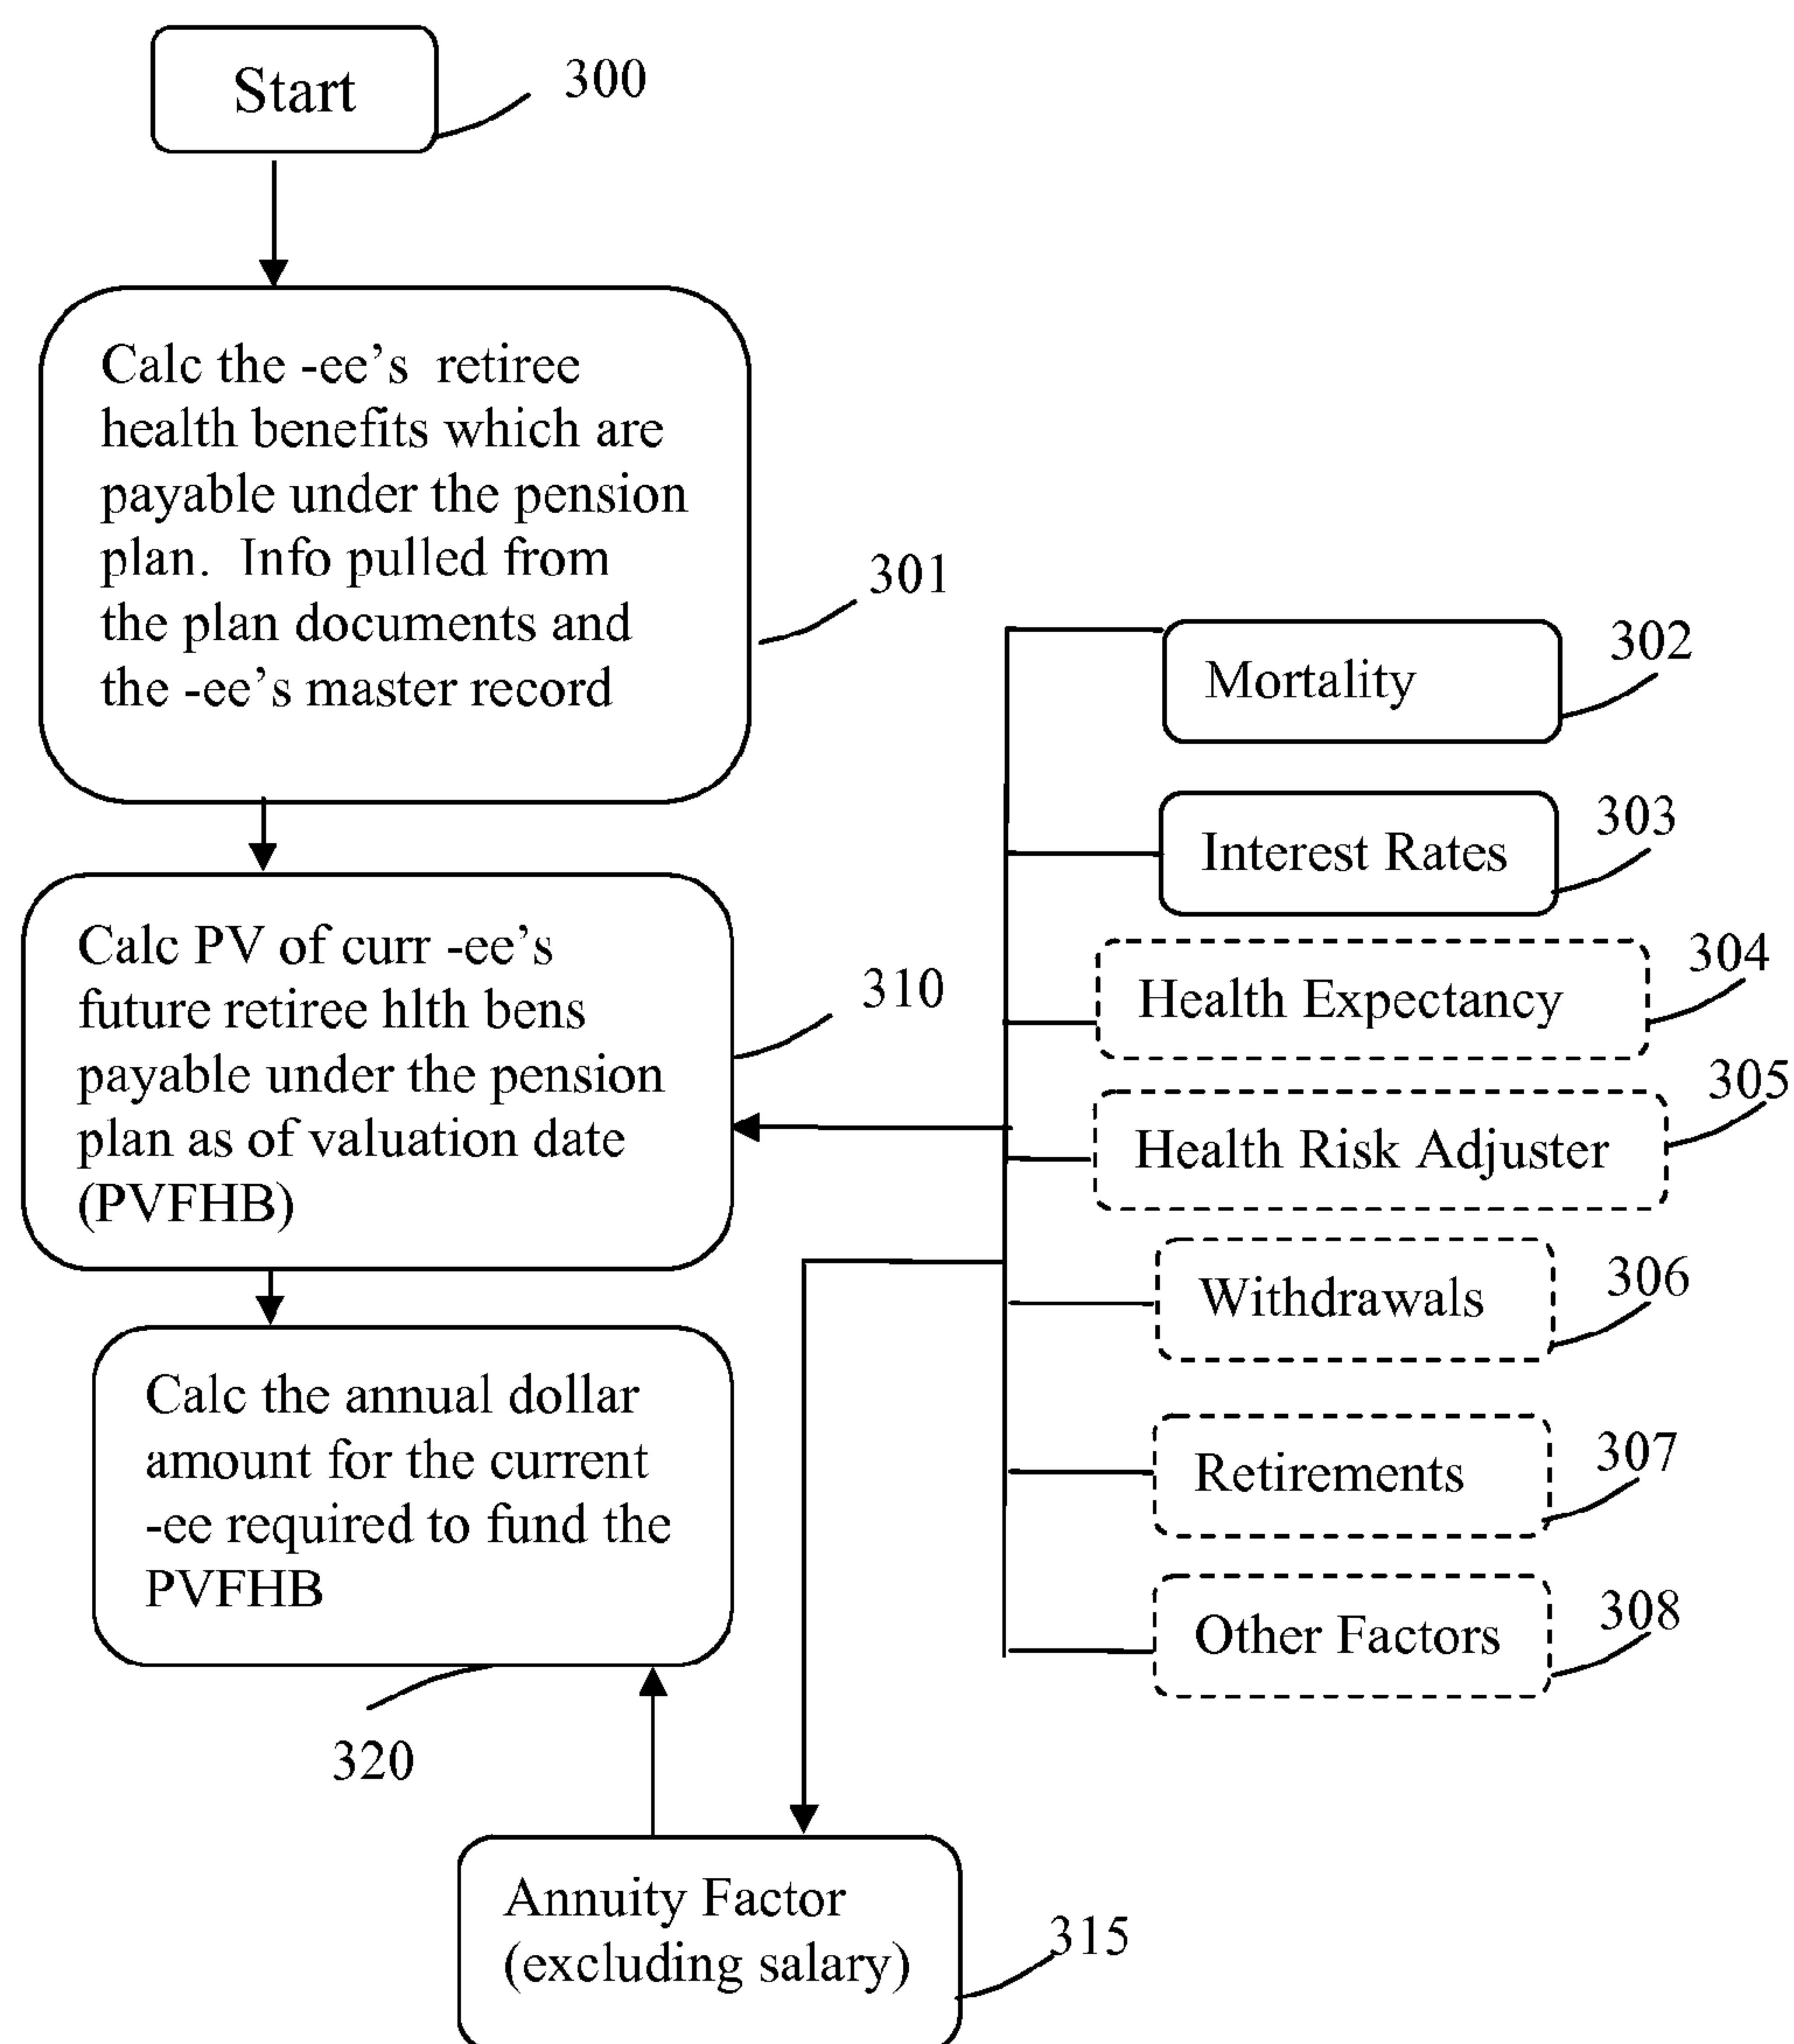 Start
300
Calc the -ee’s retiree
health benefits which are
payable under the pension
plan. Info pulled from
the plan documents and
the -ee’s master record
301
Mortality
302
Interest Rates
303
Calc PV of curr -ee’s
future retiree hlth bens
payable under the pension
plan as of valuation date
(PVFHB)
310
Health Expectancy
304
Health Risk Adjuster
305
Withdrawals
306
Calc the annual dollar
amount for the current
-ee required to fund the
PVFHB
320
Retirements
307
Other Factors
308
Annuity Factor
(excluding salary)
315